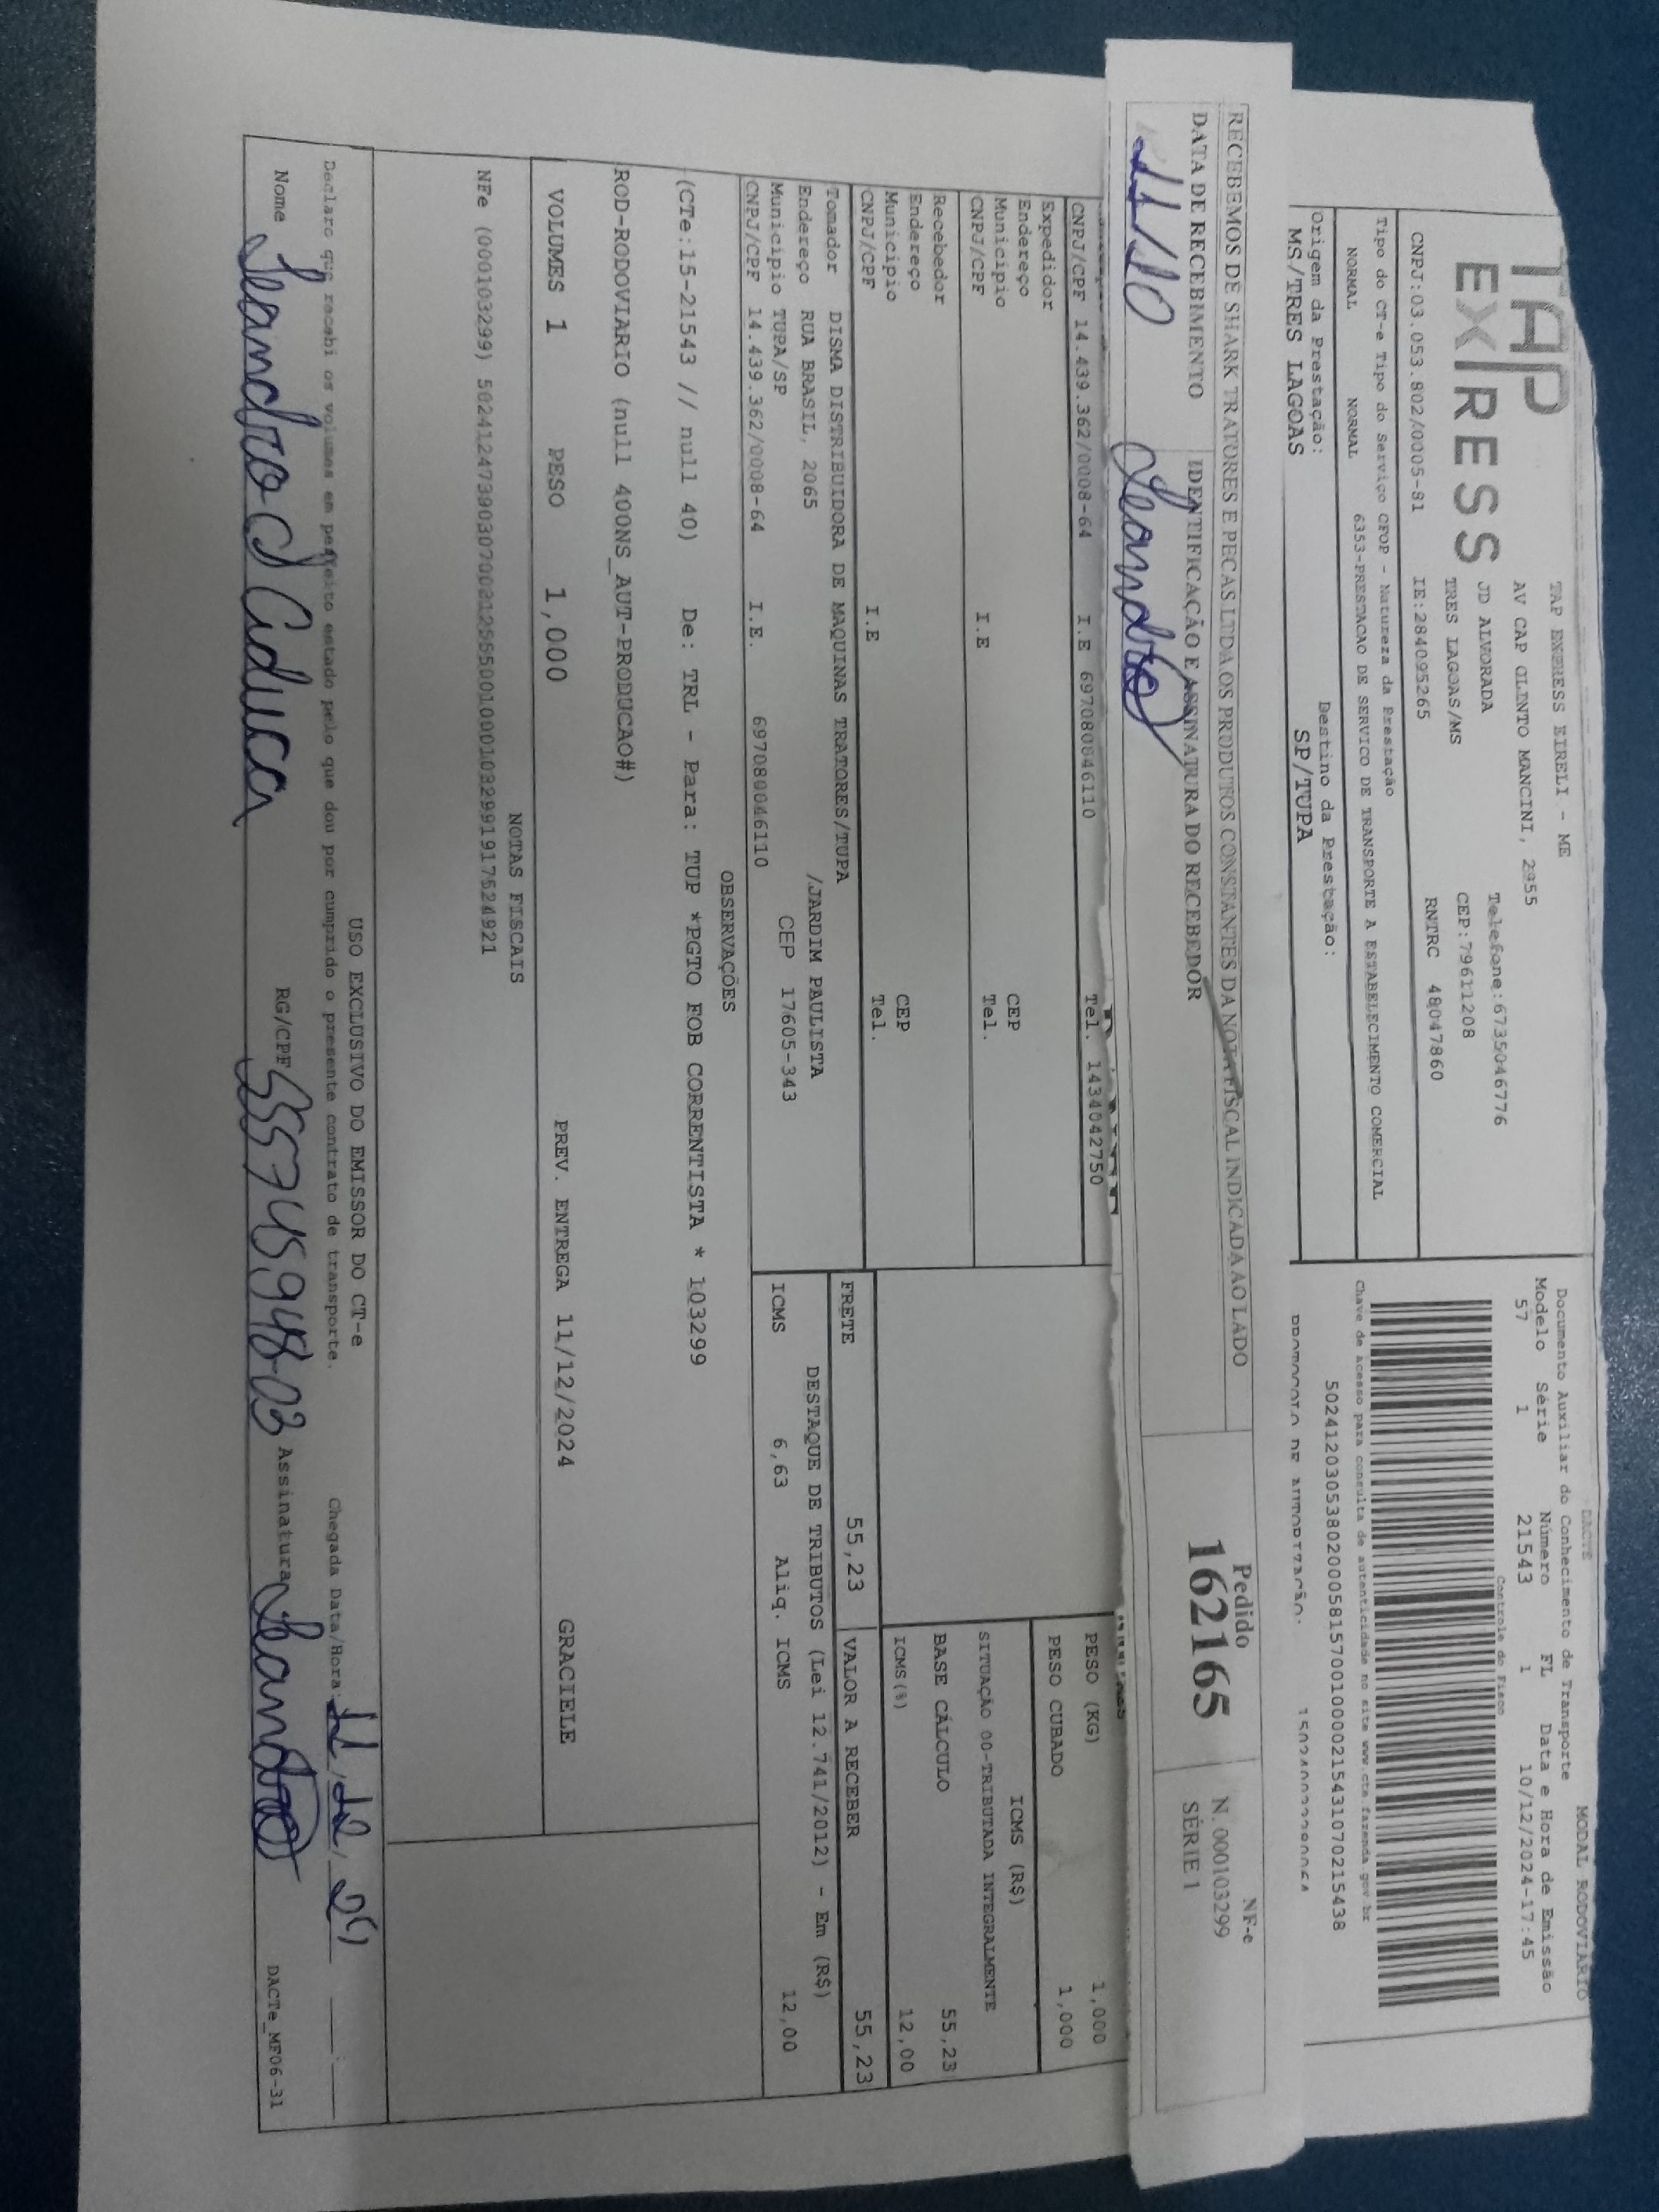 TAP
EXPRESS
TAP EXPRESS EIRELI - ME
AV CAP OLINTO MANCINI, 2955
JD ALVORADA
TRES LAGOAS/MS
Telefone:6735046776
CEP:79611208
CNPJ:03.053.802/0005-81 IE:284095265 RNTRC 48047860
Tipo do CT-e Tipo do Serviço CFOP - Natureza da Prestação
NORMAL NORMAL 6353-PRESTACAO DE SERVICO DE TRANSPORTE A ESTABELECIMENTO COMERCIAL
Origem da Prestação: Destino da Prestação:
MS/TRES LAGOAS SP/TUPA
DACTE MODAL RODOVIARIO
Documento Auxiliar do Conhecimento de Transporte
Modelo Série Número FL Data e Hora de Emissão
57 1 21543 1 10/12/2024-17:45
Controle do Fisco
Chave de acesso para consulta de autenticidade no site www.cte.fazenda.gov.br
50241203053802000581570010000215431070215438
PROTOCOLO DE AUTORIZAÇÃO:
RECEBEMOS DE SHARK TRATORES E PECAS LTDA OS PRODUTOS CONSTANTES DA NOTA FISCAL INDICADA AO LADO
DATA DE RECEBIMENTO IDENTIFICAÇÃO E ASSINATURA DO RECEBEDOR
Leandro
Pedido
162165
NF-e
N. 000103299
SÉRIE 1
CNPJ/CPF 14.439.362/0008-64 I.E 697080046110 Tel. 1434042750
Expedidor
Endereço CEP
Município Tel.
CNPJ/CPF I.E
Recebedor
Endereço CEP
Município Tel.
CNPJ/CPF I.E
PESO (KG) 1,000
PESO CUBADO 1,000
ICMS (R$)
SITUAÇÃO 00-TRIBUTADA INTEGRALMENTE
BASE CÁLCULO 55,23
ICMS(%) 12,00
Tomador DISMA DISTRIBUIDORA DE MAQUINAS TRATORES/TUPA
Endereço RUA BRASIL, 2065 /JARDIM PAULISTA
Município TUPA/SP CEP 17605-343
CNPJ/CPF 14.439.362/0008-64 I.E. 697080046110
FRETE 55,23 VALOR A RECEBER 55,23
DESTAQUE DE TRIBUTOS (Lei 12.741/2012) - Em (R$)
ICMS 6,63 Aliq. ICMS 12,00
OBSERVAÇÕES
(CTe:15-21543 // null 40) De: TRL - Para: TUP *PGTO FOB CORRENTISTA * 103299
ROD-RODOVIARIO (null 400NS_AUT-PRODUCAO#)
VOLUMES 1 PESO 1,000 PREV. ENTREGA 11/12/2024 GRACIELE
NOTAS FISCAIS
NFe (000103299) 50241247390307002125550010001032991917524921
USO EXCLUSIVO DO EMISSOR DO CT-e
Declaro que recebi os volumes em perfeito estado pelo que dou por cumprido o presente contrato de transporte. Chegada Data/Hora: 11/12/24
Nome Leandro RG/CPF Assinatura Leandro DACTe_MF06-31